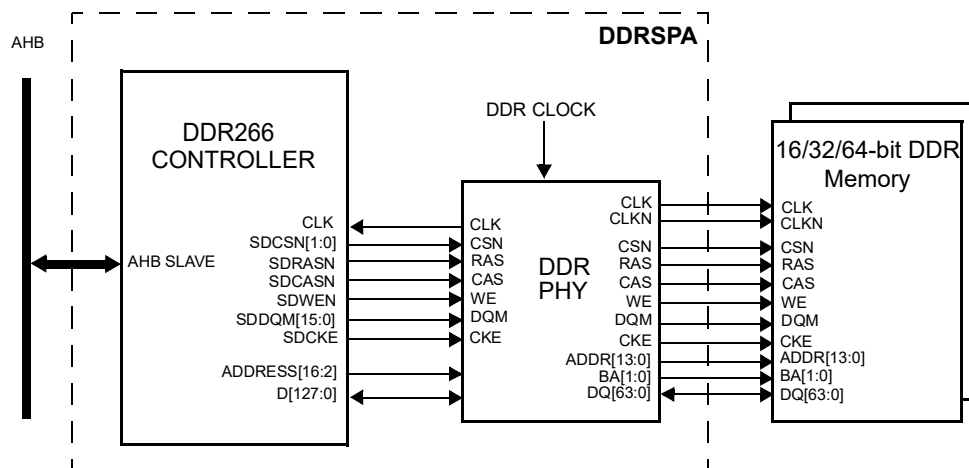 AHB
DDRSPA
DDR CLOCK
DDR266
CONTROLLER
16/32/64-bit DDR
Memory
AHB SLAVE
CLK
SDCSN[1:0]
SDRASN
SDCASN
SDWEN
SDDQM[15:0]
SDCKE
ADDRESS[16:2]
D[127:0]
CLK
CSN
RAS
CAS
WE
DQM
CKE
DDR
PHY
CLK
CLKN
CSN
RAS
CAS
WE
DQM
CKE
ADDR[13:0]
BA[1:0]
DQ[63:0]
CLK
CLKN
CSN
RAS
CAS
WE
DQM
CKE
ADDR[13:0]
BA[1:0]
DQ[63:0]